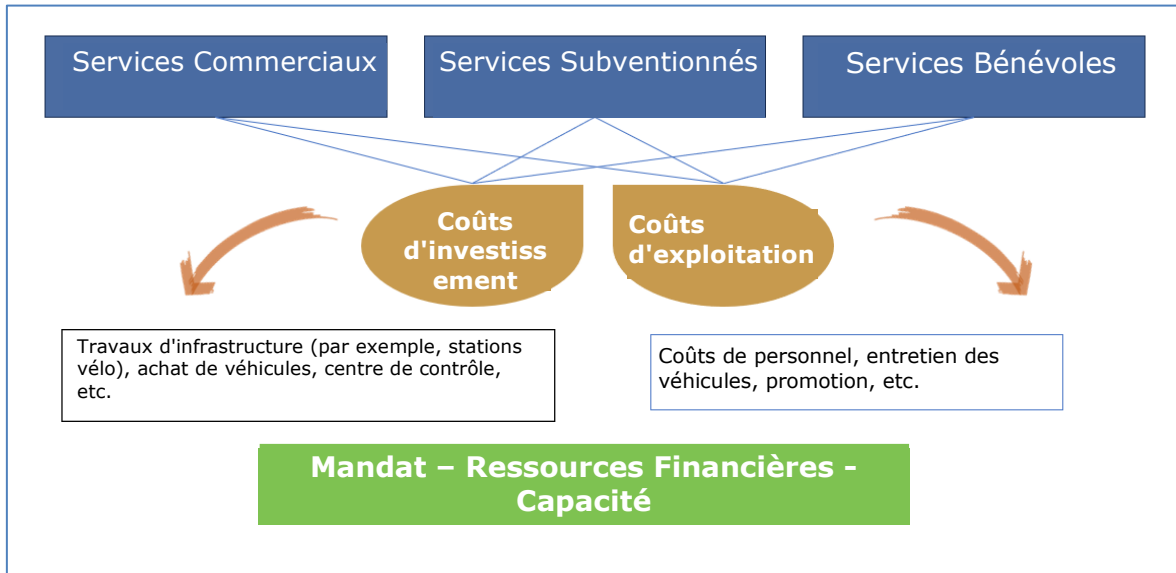 Services Commerciaux
Services Subventionnés
Services Bénévoles
Coûts
d'investiss
ement
Coûts
d'exploitation
Travaux d'infrastructure (par exemple, stations
vélo), achat de véhicules, centre de contrôle,
etc.
Coûts de personnel, entretien des
véhicules, promotion, etc.
Mandat – Ressources Financières -
Capacité